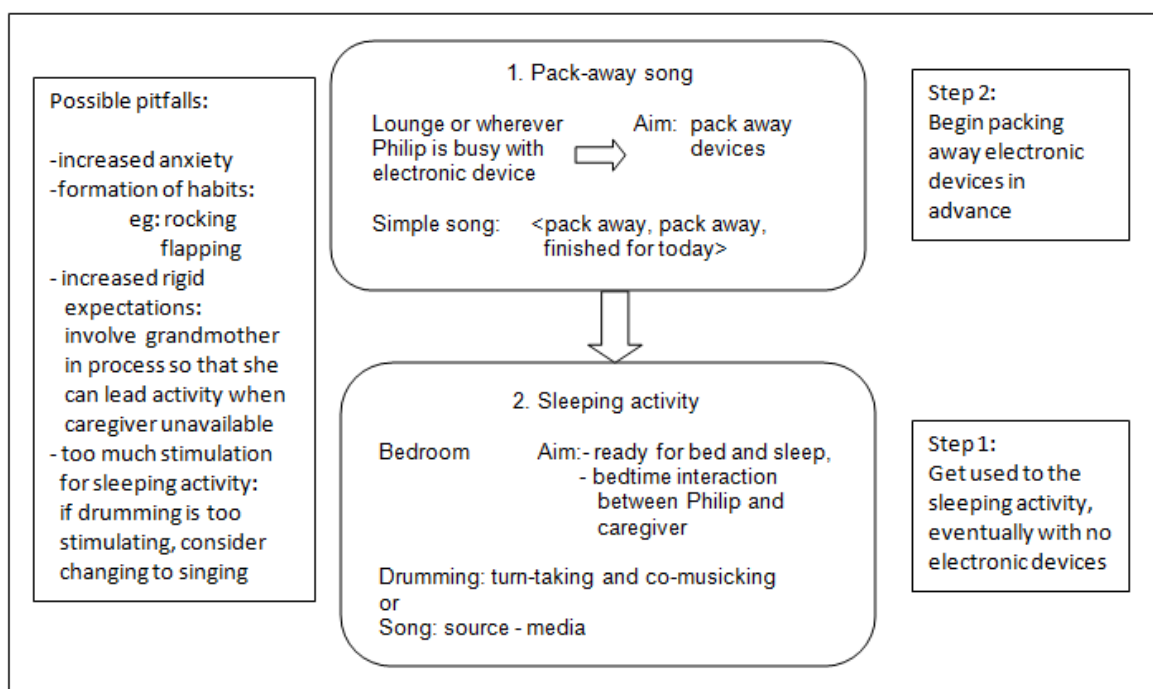 Possible pitfalls:
-increased anxiety
-formation of habits:
eg: rocking
flapping
- increased rigid
expectations:
involve grandmother
in process so that she
can lead activity when
caregiver unavailable
- too much stimulation
for sleeping activity:
if drumming is too
stimulating, consider
changing to singing
1. Pack-away song
Lounge or wherever
Philip is busy with
electronic device
Aim: pack away
devices
Simple song: <pack away, pack away,
finished for today>
Step 2:
Begin packing
away electronic
devices in
advance
2. Sleeping activity
Bedroom
Aim:- ready for bed and sleep,
- bedtime interaction
between Philip and
caregiver
Drumming: turn-taking and co-musicking
or
Song: source - media
Step 1:
Get used to the
sleeping activity,
eventually with no
electronic devices